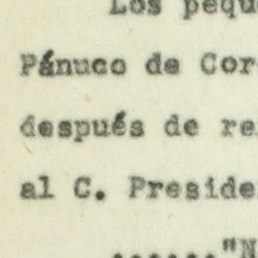 Los pequ
Pánuco de Cor
después de re
al C. Preside
......"N